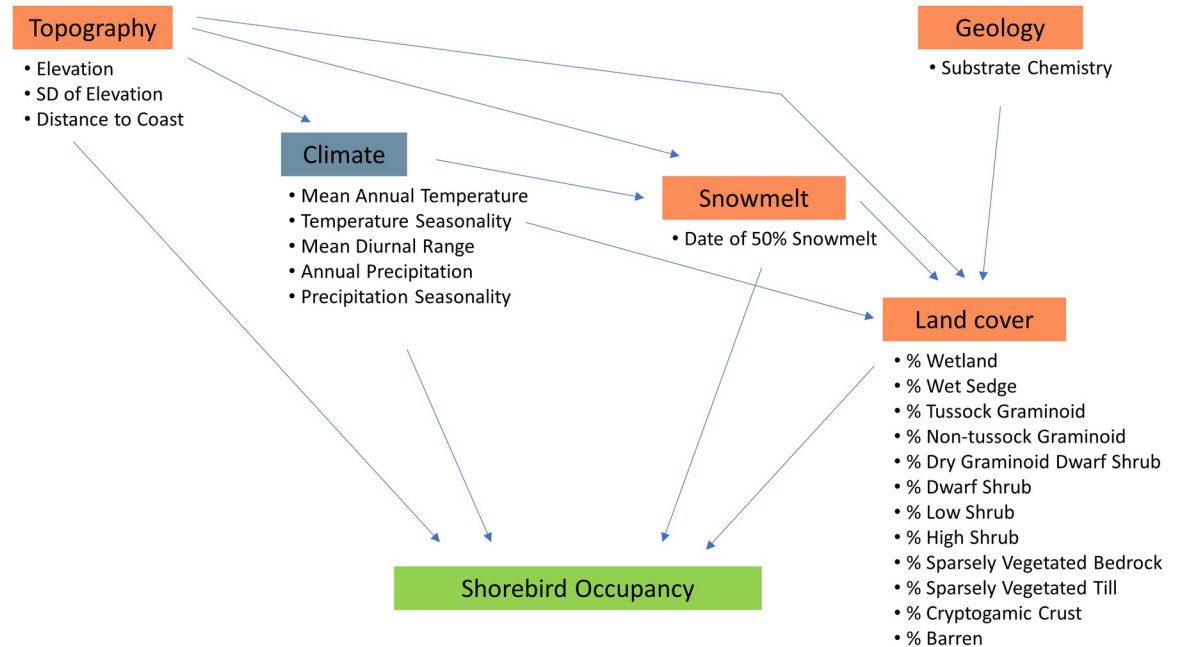 Topography
• Elevation
• SD of Elevation
• Distance to Coast
Geology
• Substrate Chemistry
Climate
• Mean Annual Temperature
• Temperature Seasonality
• Mean Diurnal Range
• Annual Precipitation
• Precipitation Seasonality
Snowmelt
• Date of 50% Snowmelt
Land cover
• % Wetland
• % Wet Sedge
• % Tussock Graminoid
• % Non-tussock Graminoid
• % Dry Graminoid Dwarf Shrub
• % Dwarf Shrub
• % Low Shrub
• % High Shrub
• % Sparsely Vegetated Bedrock
• % Sparsely Vegetated Till
• % Cryptogamic Crust
• % Barren
Shorebird Occupancy